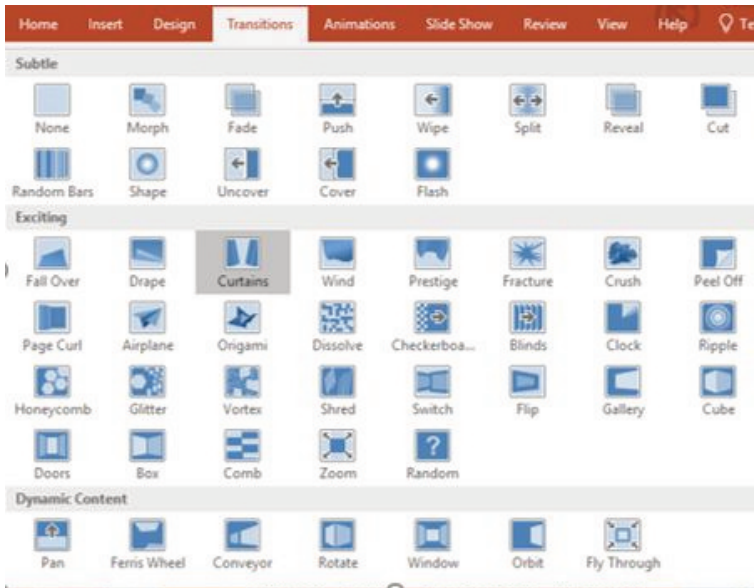 Home Insert Design Transitions Animations Slide Show Review View Help
Subtle
None Morph Fade Push Wipe Split Reveal Cut
Random Bars Shape Uncover Cover Flash
Exciting
Fall Over Drape Curtains Wind Prestige Fracture Crush Peel Off
Page Curl Airplane Origami Dissolve Checkerboa... Blinds Clock Ripple
Honeycomb Glitter Vortex Shred Switch Flip Gallery Cube
Doors Box Comb Zoom Random
Dynamic Content
Pan Ferris Wheel Conveyor Rotate Window Orbit Fly Through